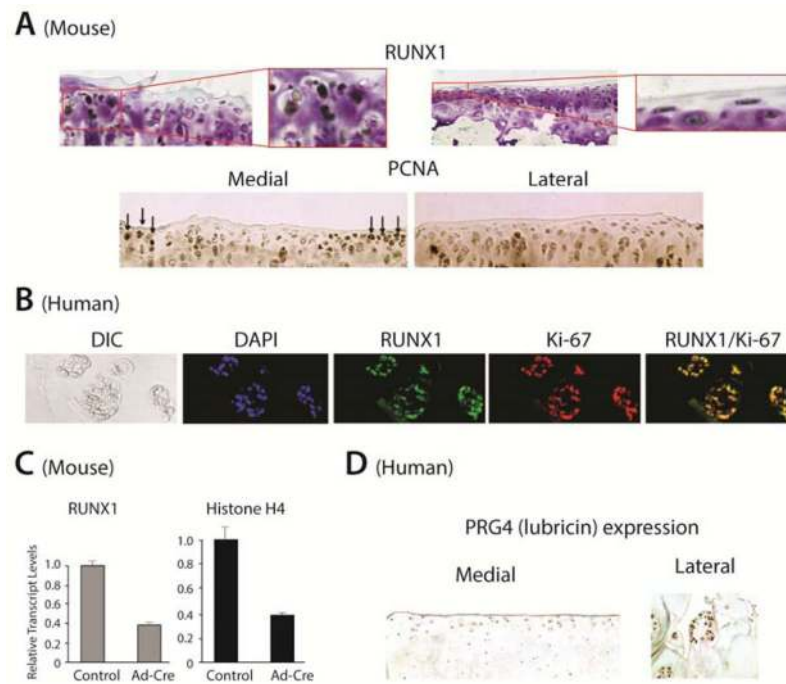 A (Mouse)
RUNX1
PCNA
Medial
Lateral
B (Human)
DIC
DAPI
RUNX1
Ki-67
RUNX1/Ki-67
C (Mouse)
RUNX1
Histone H4
Relative Transcript Levels
1.0
0.8
0.6
0.4
0.2
0
Control
Ad-Cre
1.0
0.8
0.6
0.4
0.2
0
Control
Ad-Cre
D (Human)
PRG4 (lubricin) expression
Medial
Lateral